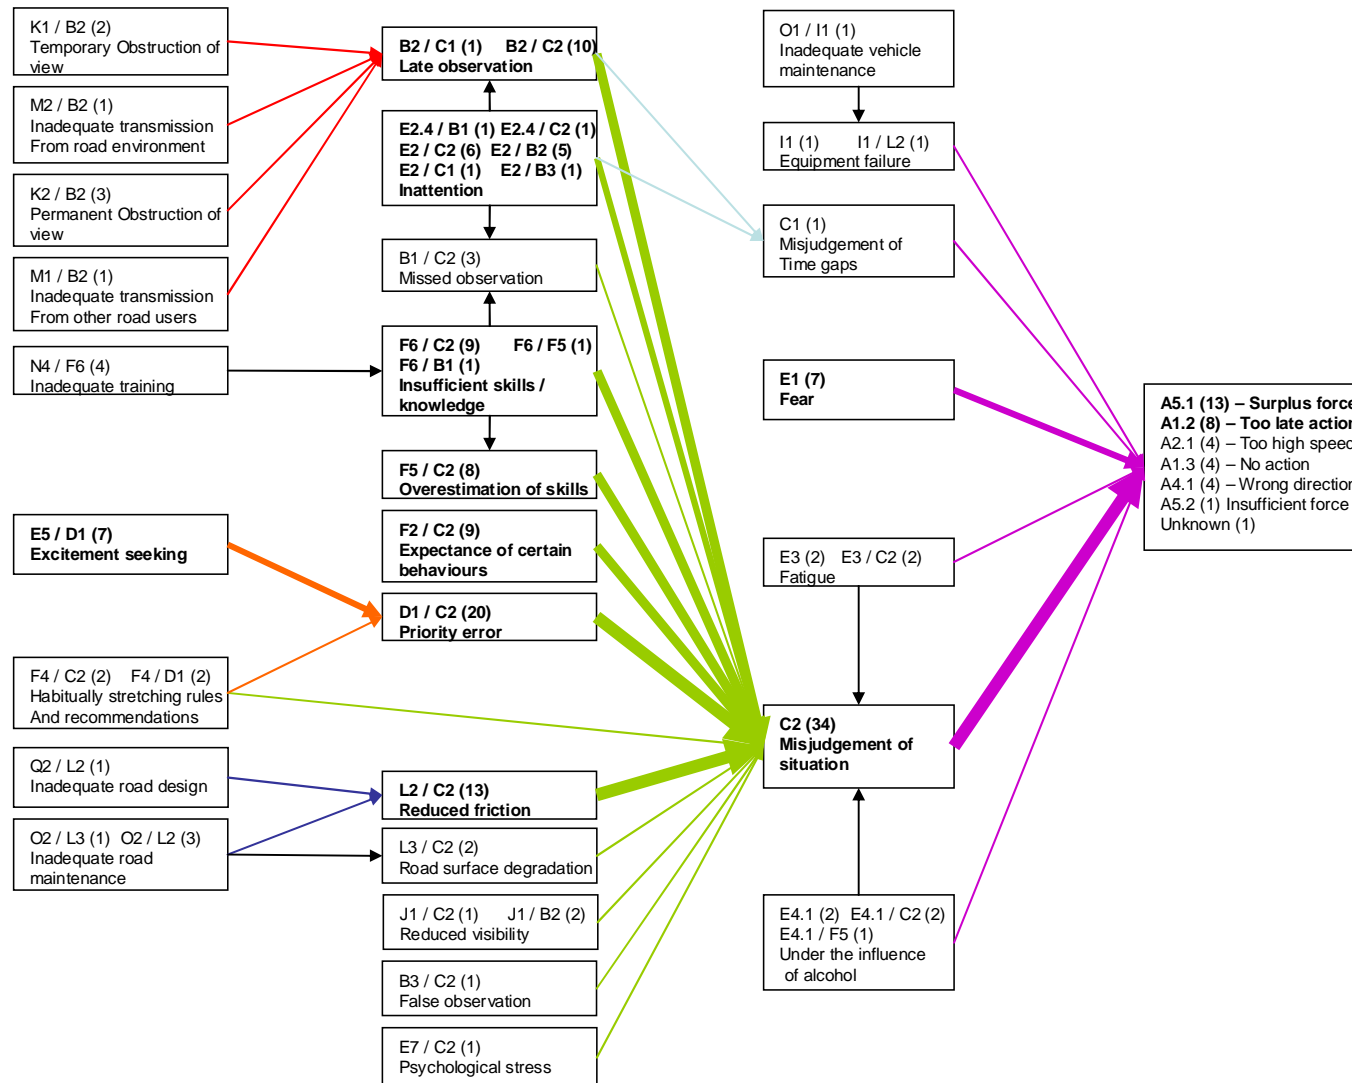 K1 / B2 (2)
Temporary Obstruction of
view
M2 / B2 (1)
Inadequate transmission
From road environment
K2 / B2 (3)
Permanent Obstruction of
view
M1 / B2 (1)
Inadequate transmission
From other road users
N4 / F6 (4)
Inadequate training
E5 / D1 (7)
Excitement seeking
F4 / C2 (2) F4 / D1 (2)
Habitually stretching rules
And recommendations
Q2 / L2 (1)
Inadequate road design
O2 / L3 (1) O2 / L2 (3)
Inadequate road
maintenance
B2 / C1 (1) B2 / C2 (10)
Late observation
E2.4 / B1 (1) E2.4 / C2 (1)
E2 / C2 (6) E2 / B2 (5)
E2 / C1 (1) E2 / B3 (1)
Inattention
B1 / C2 (3)
Missed observation
F6 / C2 (9) F6 / F5 (1)
F6 / B1 (1)
Insufficient skills /
knowledge
F5 / C2 (8)
Overestimation of skills
F2 / C2 (9)
Expectance of certain
behaviours
D1 / C2 (20)
Priority error
L2 / C2 (13)
Reduced friction
L3 / C2 (2)
Road surface degradation
J1 / C2 (1) J1 / B2 (2)
Reduced visibility
B3 / C2 (1)
False observation
E7 / C2 (1)
Psychological stress
O1 / I1 (1)
Inadequate vehicle
maintenance
I1 (1) I1 / L2 (1)
Equipment failure
C1 (1)
Misjudgement of
Time gaps
E1 (7)
Fear
E3 (2) E3 / C2 (2)
Fatigue
C2 (34)
Misjudgement of
situation
E4.1 (2) E4.1 / C2 (2)
E4.1 / F5 (1)
Under the influence
of alcohol
A5.1 (13) – Surplus force
A1.2 (8) – Too late action
A2.1 (4) – Too high speed
A1.3 (4) – No action
A4.1 (4) – Wrong direction
A5.2 (1) Insufficient force
Unknown (1)